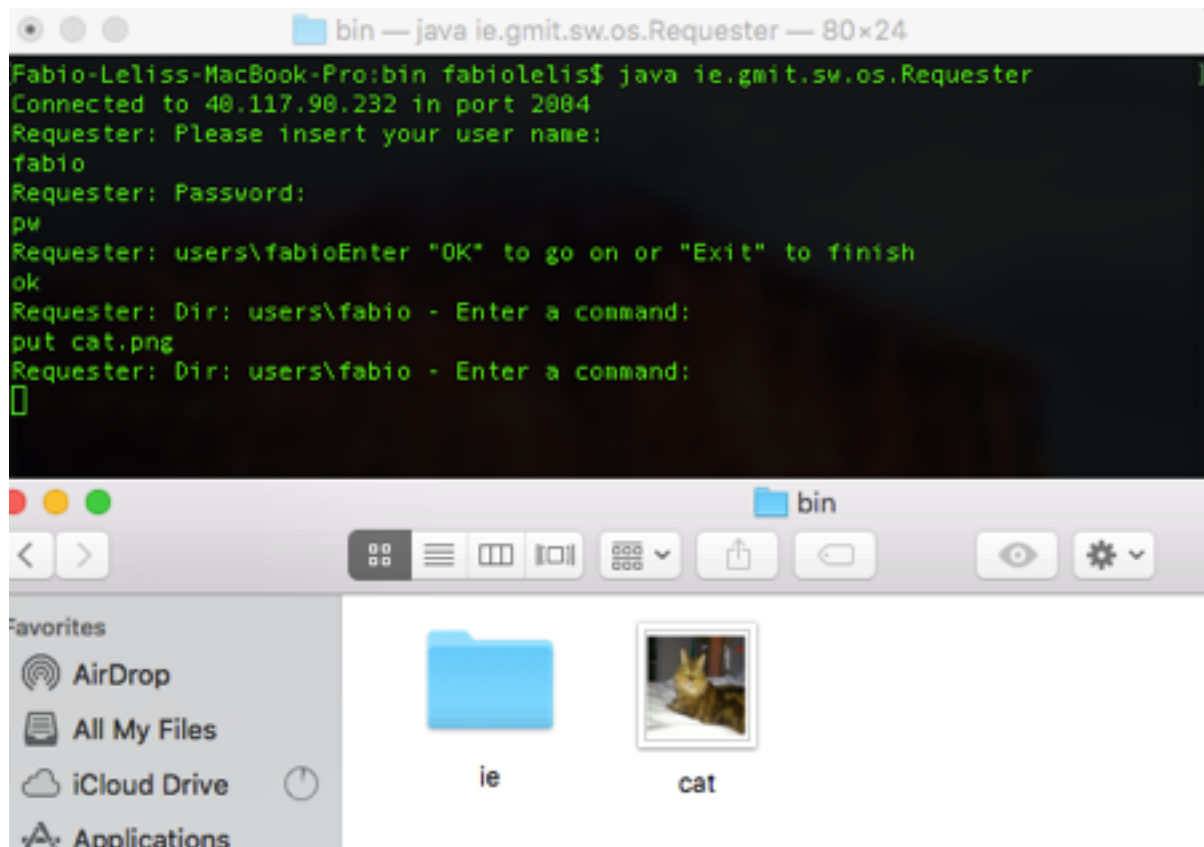 bin — java ie.gmit.sw.os.Requester — 80×24
Fabio-Leliss-MacBook-Pro:bin fabiolelis$ java ie.gmit.sw.os.Requester
Connected to 40.117.90.232 in port 2004
Requester: Please insert your user name:
fabio
Requester: Password:
pw
Requester: users\fabioEnter "OK" to go on or "Exit" to finish
ok
Requester: Dir: users\fabio - Enter a command:
put cat.png
Requester: Dir: users\fabio - Enter a command:
bin
Favorites
AirDrop
All My Files
iCloud Drive
Applications
ie
cat